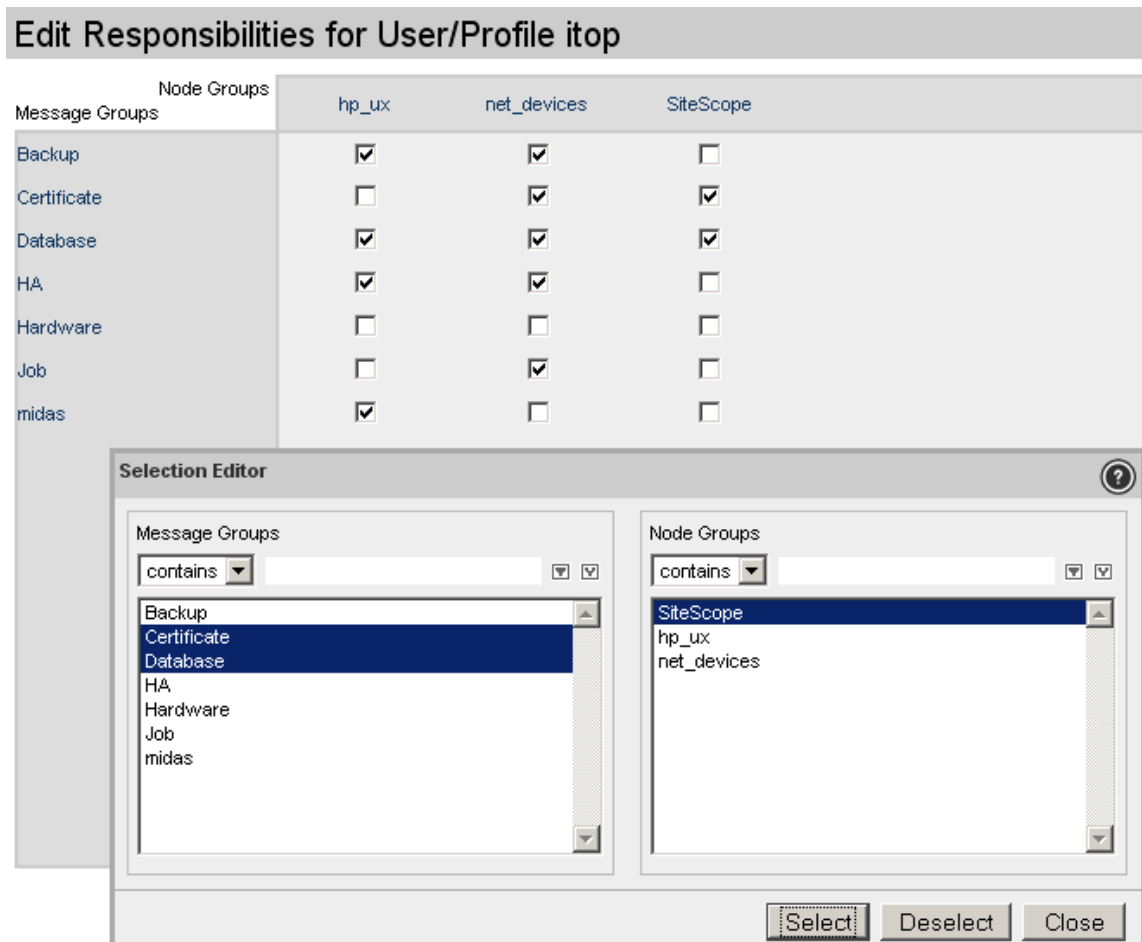 Edit Responsibilities for User/Profile itop
Node Groups
Message Groups
hp_ux net_devices SiteScope
Backup
Certificate
Database
HA
Hardware
Job
midas
Selection Editor
?
Message Groups
contains
Backup
Certificate
Database
HA
Hardware
Job
midas
Node Groups
contains
SiteScope
hp_ux
net_devices
Select Deselect Close